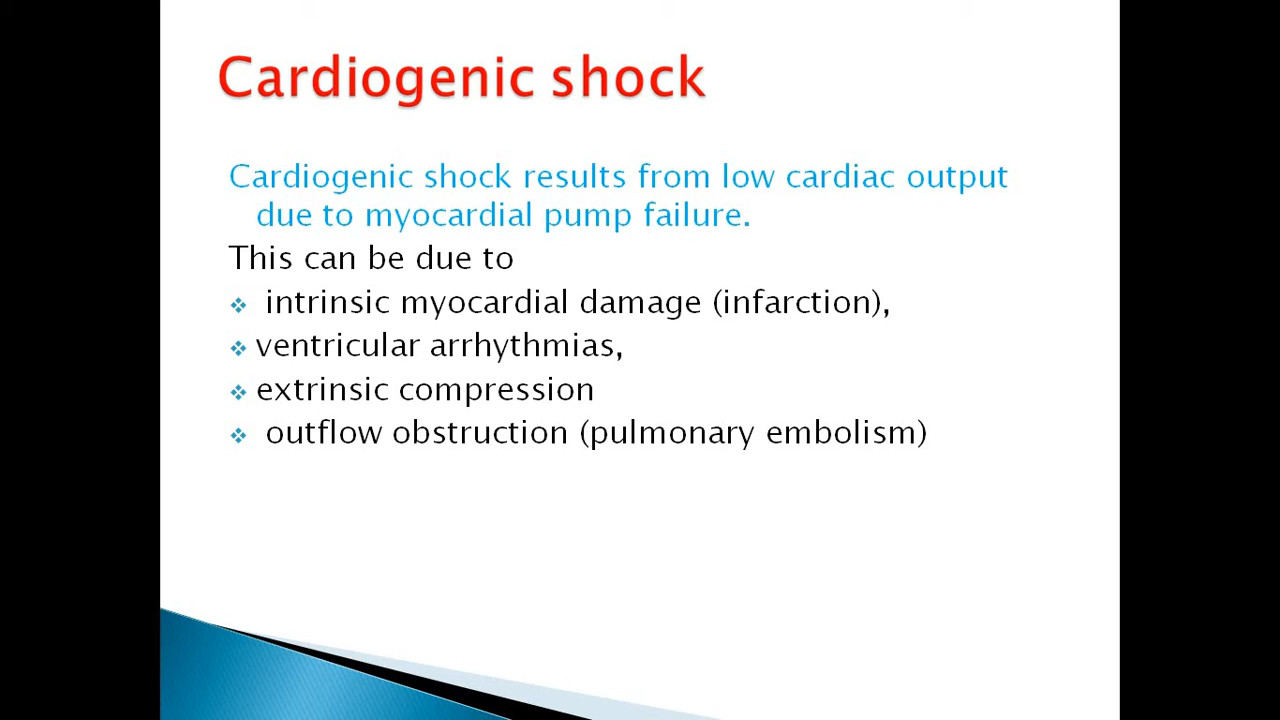 Cardiogenic shock
Cardiogenic shock results from low cardiac output
due to myocardial pump failure.
This can be due to
❖ intrinsic myocardial damage (infarction),
❖ ventricular arrhythmias,
❖ extrinsic compression
❖ outflow obstruction (pulmonary embolism)